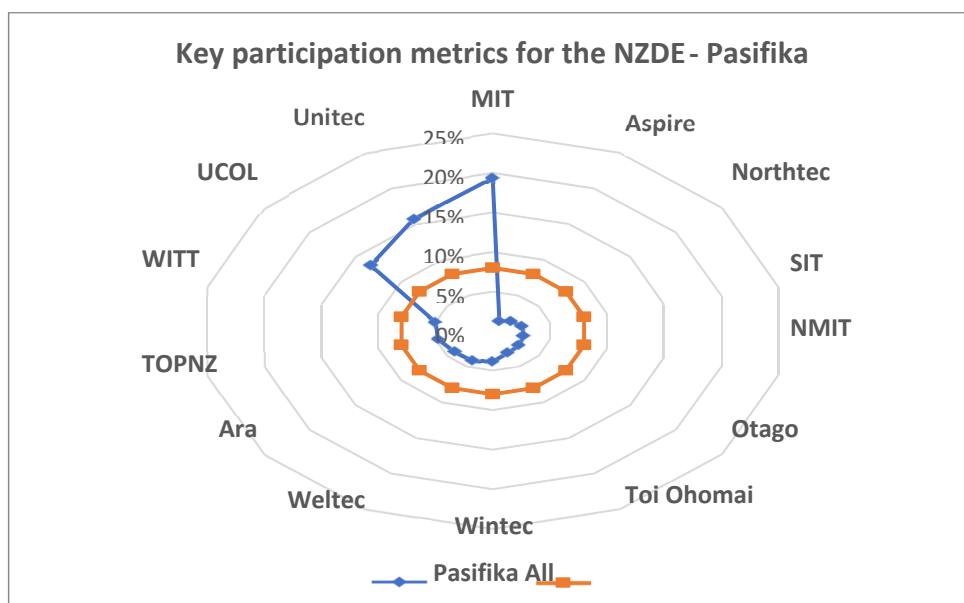 Key participation metrics for the NZDE - Pasifika
MIT
Aspire
Northtec
SIT
NMIT
Otago
Toi Ohomai
Wintec
Weltec
Ara
TOPNZ
WITT
UCOL
Unitec
25%
20%
15%
10%
5%
0%
Pasifika All